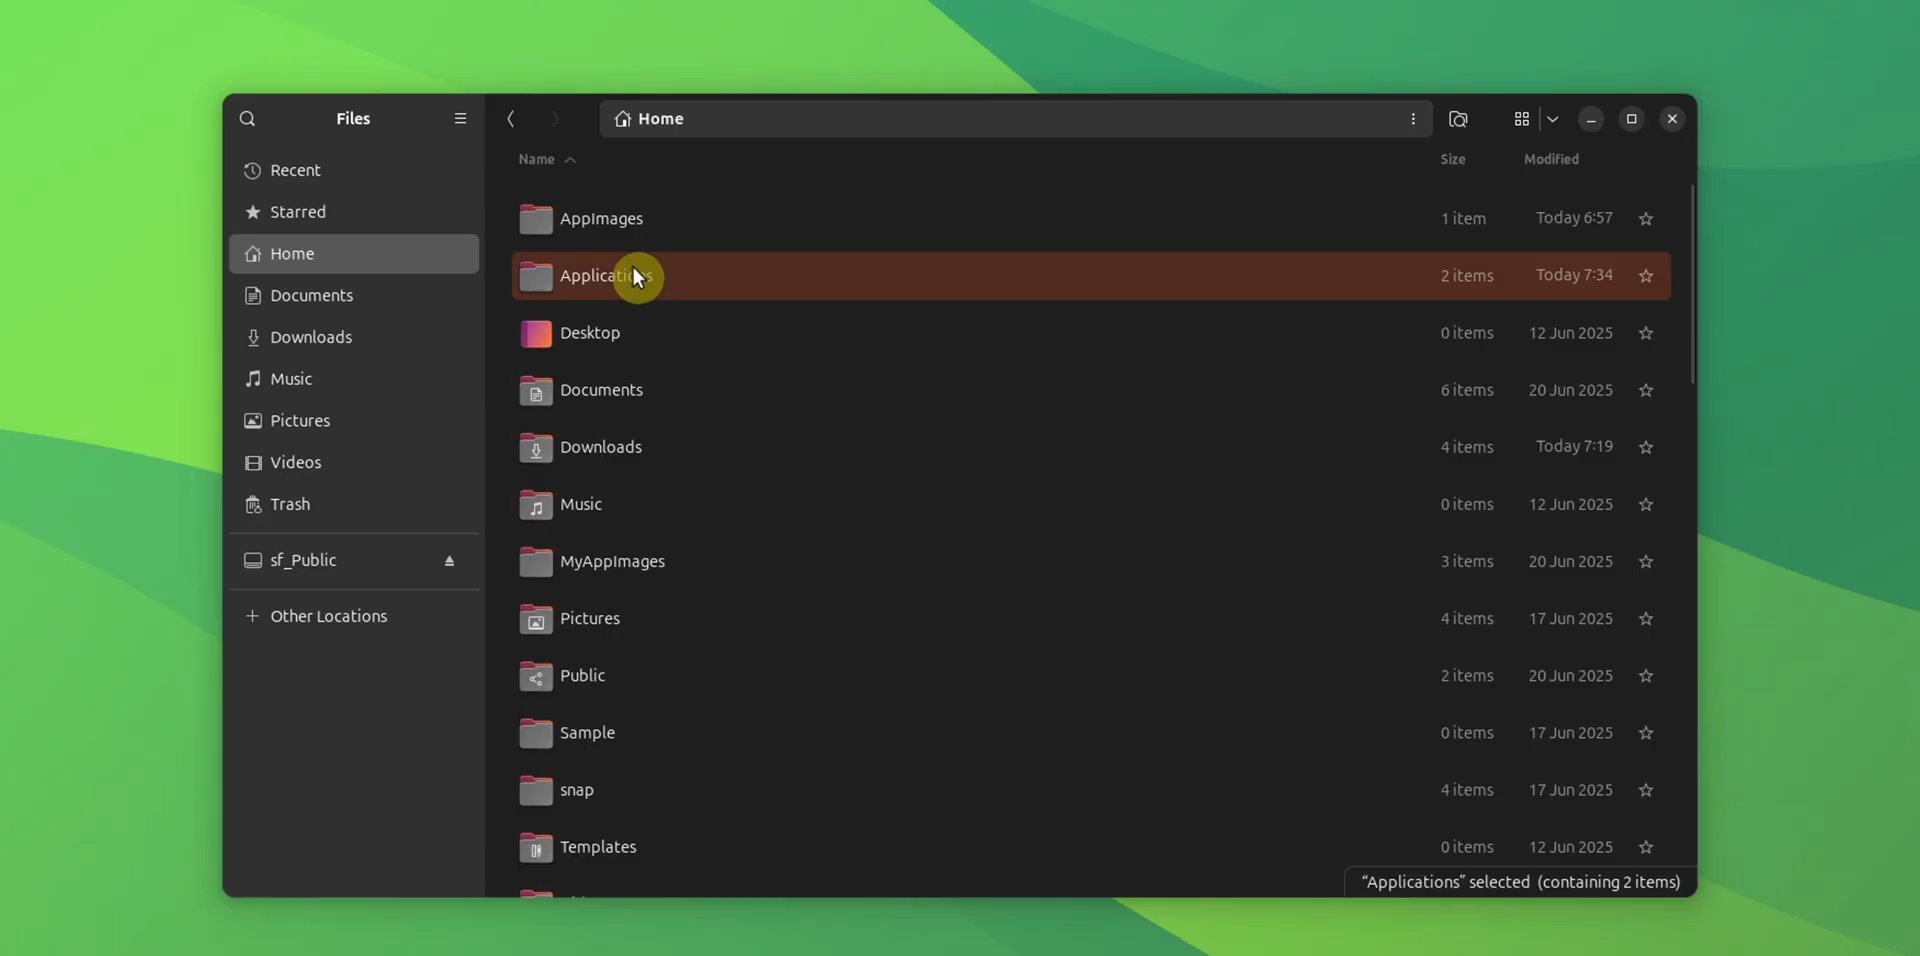 Files
Home
Recent
Starred
Home
Documents
Downloads
Music
Pictures
Videos
Trash
sf_Public
Other Locations
Name Size Modified
AppImages 1 item Today 6:57
Applications 2 items Today 7:34
Desktop 0 items 12 Jun 2025
Documents 6 items 20 Jun 2025
Downloads 4 items Today 7:19
Music 0 items 12 Jun 2025
MyAppImages 3 items 20 Jun 2025
Pictures 4 items 17 Jun 2025
Public 2 items 20 Jun 2025
Sample 0 items 17 Jun 2025
snap 4 items 17 Jun 2025
Templates 0 items 12 Jun 2025
“Applications” selected (containing 2 items)